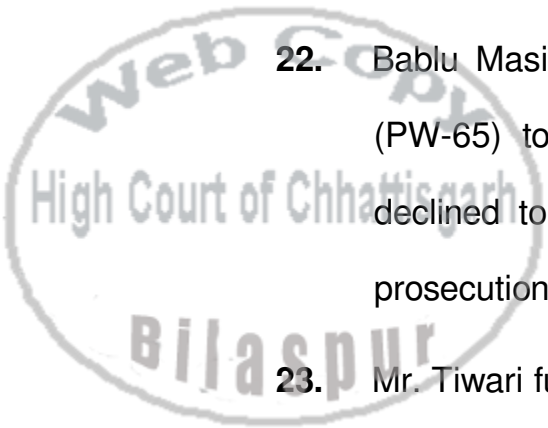 Web Copy
22. Bablu Masi
(PW-65) to
High Court of Chhattisgarh
declined to
prosecution
Bilaspur
23. Mr. Tiwari fu